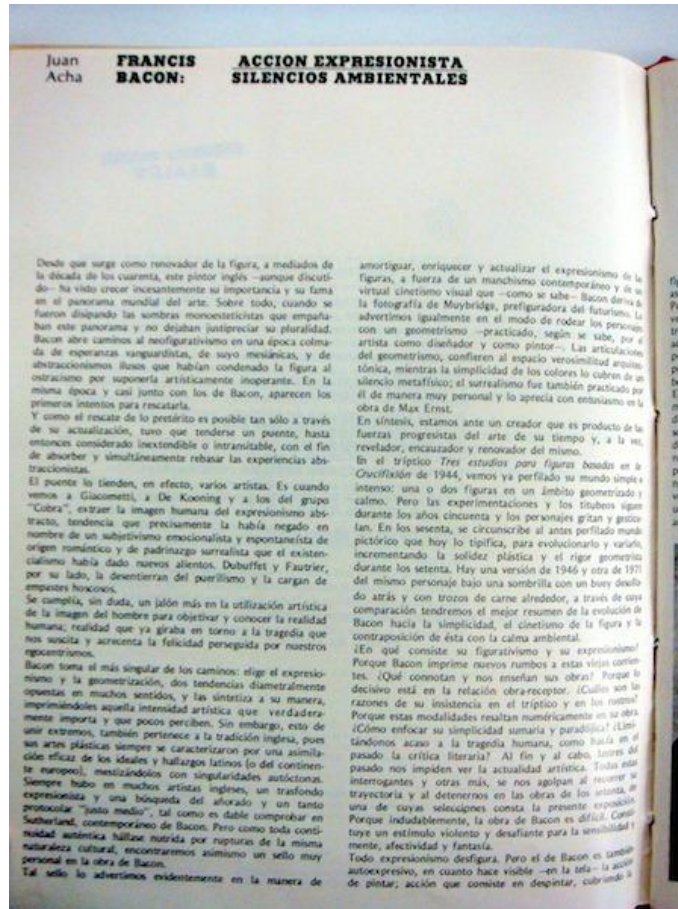 Juan
Acha
FRANCIS
BACON:
ACCION EXPRESIONISTA
SILENCIOS AMBIENTALES
Desde que surge como renovador de la figura, a mediados de
la década de los cuarenta, este pintor inglés —aunque discuti-
do— ha visto crecer incesantemente su importancia y su fama
en el panorama mundial del arte. Sobre todo, cuando se
fueron disipando las sombras monoesteticistas que empaña-
ban este panorama y no dejaban justipreciar su pluralidad.
Bacon abre caminos al neofigurativismo en una época colma-
da de esperanzas vanguardistas, de suyo mesiánicas, y de
abstraccionismos ilusos que habían condenado la figura al
ostracismo por suponerla artísticamente inoperante. En la
misma época y casi junto con los de Bacon, aparecen los
primeros intentos para rescatarla.
Y como el rescate de lo pretérito es posible tan sólo a través
de su actualización, tuvo que tenderse un puente, hasta
entonces considerado inextendible o intransitable, con el fin
de absorber y simultáneamente rebasar las experiencias abs-
traccionistas.
El puente lo tienden, en efecto, varios artistas. Es cuando
vemos a Giacometti, a De Kooning y a los del grupo
"Cobra", extraer la imagen humana del expresionismo abs-
tracto, tendencia que precisamente la había negado en
nombre de un subjetivismo emocionalista y espontaneísta de
origen romántico y de padrinazgo surrealista que el existen-
cialismo había dado nuevos alientos. Dubuffet y Fautrier,
por su lado, la desentierran del puerilismo y la cargan de
empastes hoscosos.
Se cumplía, sin duda, un jalón más en la utilización artística
de la imagen del hombre para objetivar y conocer la realidad
humana; realidad que ya giraba en torno a la tragedia que
nos suscita y acrecenta la felicidad perseguida por nuestros
egocentrismos.
Bacon toma el más singular de los caminos: elige el expresio-
nismo y la geometrización, dos tendencias diametralmente
opuestas en muchos sentidos, y las sintetiza a su manera,
imprimiéndoles aquella intensidad artística que verdadera-
mente importa y que pocos perciben. Sin embargo, esto de
unir extremos, también pertenece a la tradición inglesa, pues
sus artes plásticas siempre se caracterizaron por una asimila-
ción eficaz de los ideales y hallazgos latinos (o del continen-
te europeo), mestizándolos con singularidades autóctonas.
Siempre hubo en muchos artistas ingleses, un trasfondo
expresionista y una búsqueda del añorado y un tanto
protocolar "justo medio", tal como es dable comprobar en
Sutherland, contemporáneo de Bacon. Pero como toda conti-
nuidad auténtica hállase nutrida por rupturas de la misma
naturaleza cultural, encontraremos asimismo un sello muy
personal en la obra de Bacon.
Tal sello lo advertimos evidentemente en la manera de
amortiguar, enriquecer y actualizar el expresionismo de las
figuras, a fuerza de un manchismo contemporáneo y de un
virtual cinetismo visual que —como se sabe— Bacon deriva de
la fotografía de Muybridge, prefiguradora del futurismo. Lo
advertimos igualmente en el modo de rodear los personajes
con un geometrismo —practicado, según se sabe, por el
artista como diseñador y como pintor—. Las articulaciones
del geometrismo, confieren al espacio verosimilitud arquitec-
tónica, mientras la simplicidad de los colores lo cubren de un
silencio metafísico; el surrealismo fue también practicado por
él de manera muy personal y lo aprecia con entusiasmo en la
obra de Max Ernst.
En síntesis, estamos ante un creador que es producto de las
fuerzas progresistas del arte de su tiempo y, a la vez,
revelador, encauzador y renovador del mismo.
En el tríptico Tres estudios para figuras basadas en la
Crucifixión de 1944, vemos ya perfilado su mundo simple e
intenso: una o dos figuras en un ámbito geometrizado y
calmo. Pero las experimentaciones y los titubeos siguen
durante los años cincuenta y los personajes gritan y gesticu-
lan. En los sesenta, se circunscribe al antes perfilado mundo
pictórico que hoy lo tipifica, para evolucionarlo y variarlo,
incrementando la solidez plástica y el rigor geometrista
durante los setenta. Hay una versión de 1946 y otra de 1971
del mismo personaje bajo una sombrilla con un buey desolla-
do atrás y con trozos de carne alrededor, a través de cuya
comparación tendremos el mejor resumen de la evolución de
Bacon hacia la simplicidad, el cinetismo de la figura y la
contraposición de ésta con la calma ambiental.
¿En qué consiste su figurativismo y su expresionismo?
Porque Bacon imprime nuevos rumbos a estas viejas corrien-
tes. ¿Qué connotan y nos enseñan sus obras? Porque lo
decisivo está en la relación obra-receptor. ¿Cuáles son las
razones de su insistencia en el tríptico y en los rostros?
Porque estas modalidades resaltan numéricamente en su obra.
¿Cómo enfocar su simplicidad sumaria y paradójica? ¿Limi-
tándonos acaso a la tragedia humana, como hacía en el
pasado la crítica literaria? Al fin y al cabo, lastres del
pasado nos impiden ver la actualidad artística. Todas estas
interrogantes y otras más, se nos agolpan al recorrer su
trayectoria y al detenernos en las obras de los setenta, de
una de cuyas selecciones consta la presente exposición.
Porque indudablemente, la obra de Bacon es difícil. Consti-
tuye un estímulo violento y desafiante para la sensibilidad y
mente, afectividad y fantasía.
Todo expresionismo desfigura. Pero el de Bacon es también
autoexpresivo, en cuanto hace visible —en la tela— la acción
de pintar; acción que consiste en despintar, cubriendo la